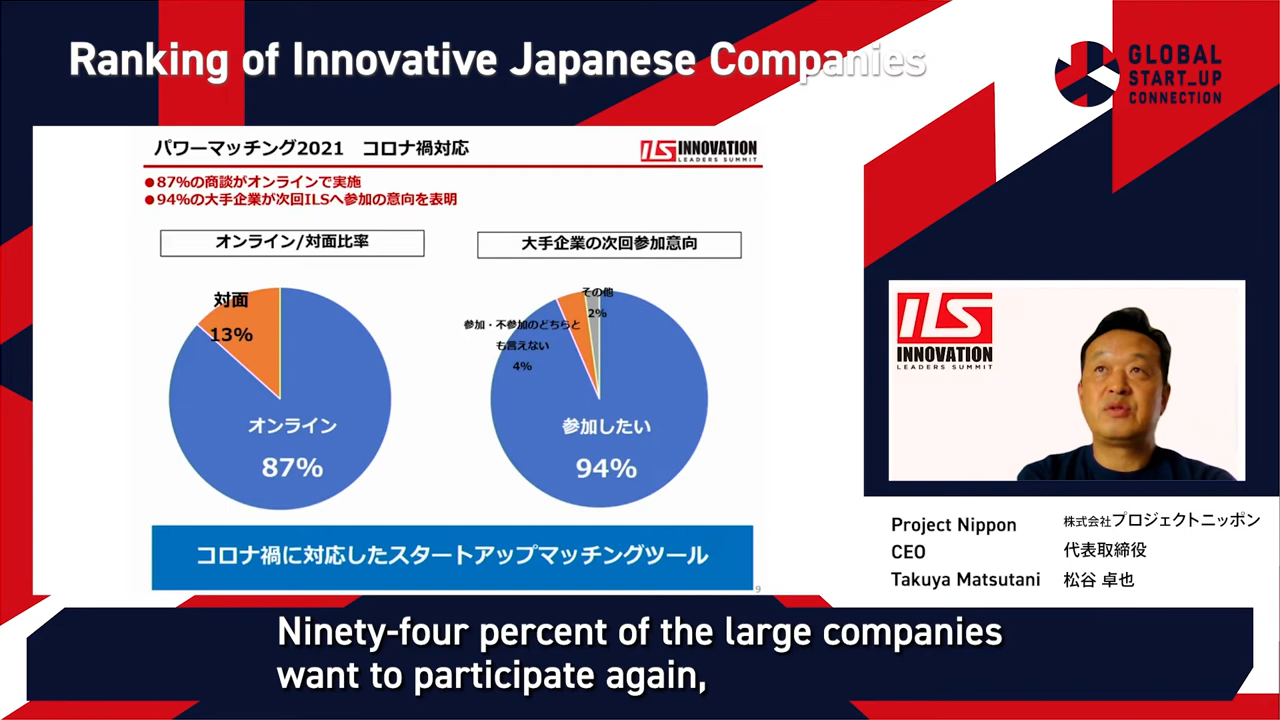 Ranking of Innovative Japanese Companies
GLOBAL
START_UP
CONNECTION
パワーマッチング2021 コロナ禍対応
ILS INNOVATION
LEADERS SUMMIT
●87%の商談がオンラインで実施
●94%の大手企業が次回ILSへ参加の意向を表明
オンライン/対面比率
対面
13%
オンライン
87%
大手企業の次回参加意向
その他
2%
参加・不参加のどちらと
も言えない
4%
参加したい
94%
コロナ禍に対応したスタートアップマッチングツール
9
ILS
INNOVATION
LEADERS SUMMIT
Project Nippon
CEO
Takuya Matsutani
株式会社プロジェクトニッポン
代表取締役
松谷 卓也
Ninety-four percent of the large companies
want to participate again,